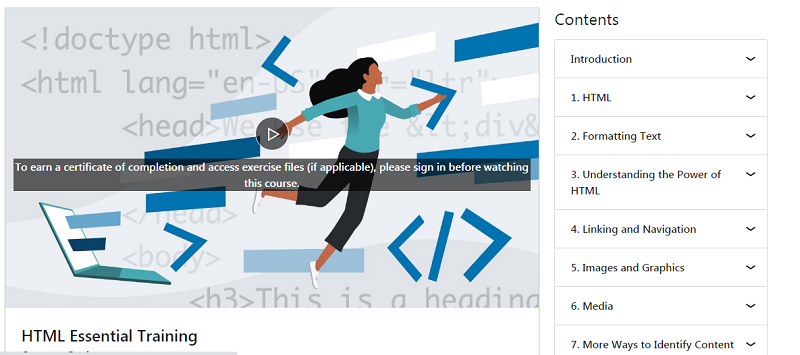 <!doctype html>
<html lang="en-US" ="ltr">
<head>We use the &lt;div&
To earn a certificate of completion and access exercise files (if applicable), please sign in before watching
this course.
</head>
<body>
</>
<h3>This is a heading
HTML Essential Training
Contents
Introduction
1. HTML
2. Formatting Text
3. Understanding the Power of
HTML
4. Linking and Navigation
5. Images and Graphics
6. Media
7. More Ways to Identify Content